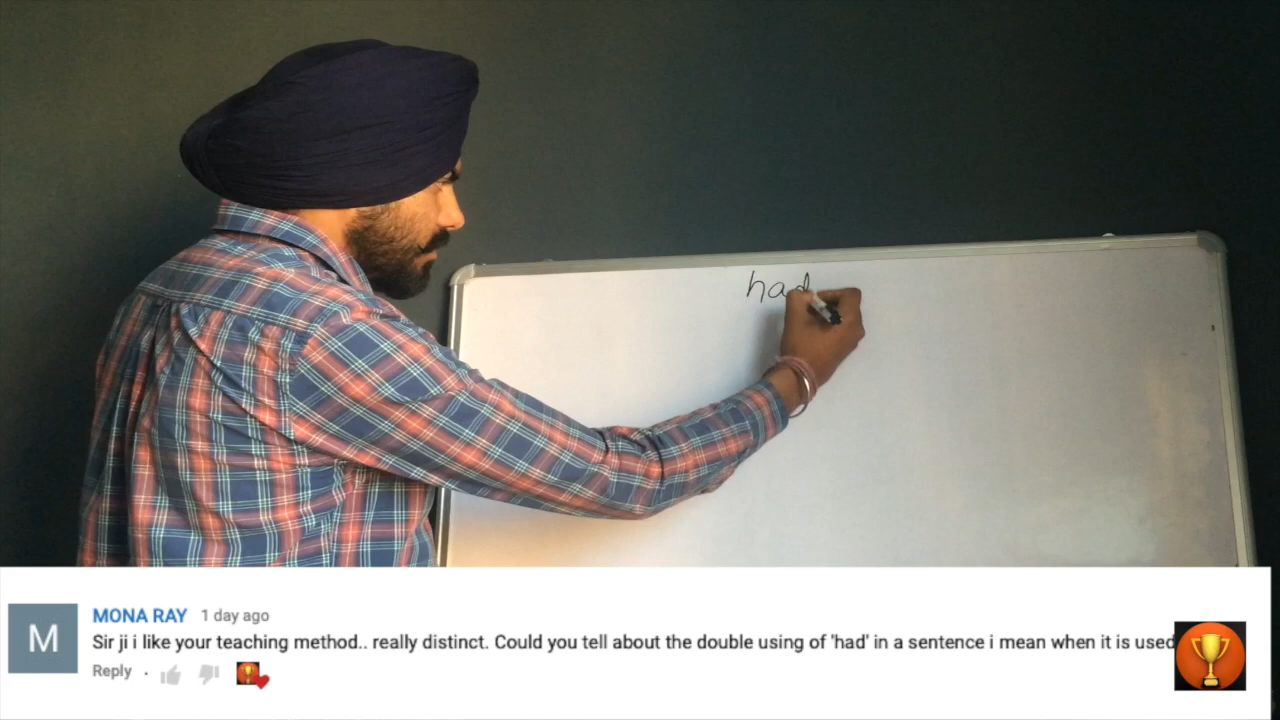 had
M
MONA RAY 1 day ago
Sir ji i like your teaching method.. really distinct. Could you tell about the double using of 'had' in a sentence i mean when it is used
Reply .